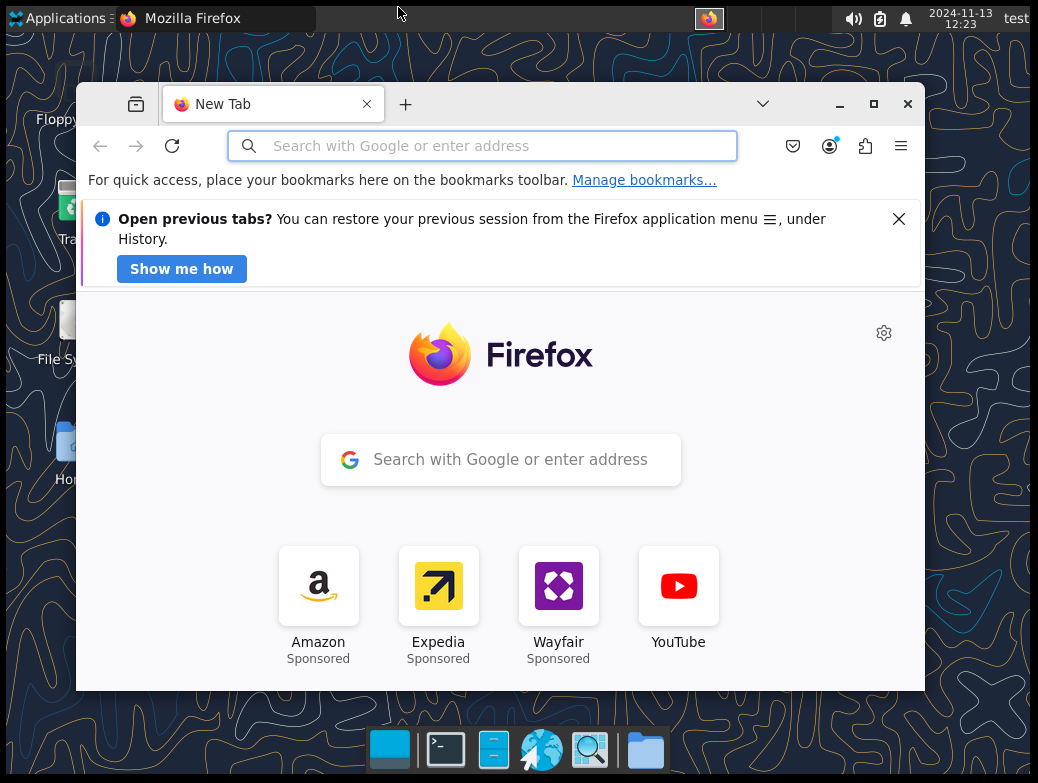 Applications
Mozilla Firefox
2024-11-13
12:23
test
New Tab
Search with Google or enter address
For quick access, place your bookmarks here on the bookmarks toolbar. Manage bookmarks...
Open previous tabs? You can restore your previous session from the Firefox application menu ☰, under
History.
Show me how
Firefox
Search with Google or enter address
Amazon
Sponsored
Expedia
Sponsored
Wayfair
Sponsored
YouTube
Floppy
Tra
File Sy
Hor